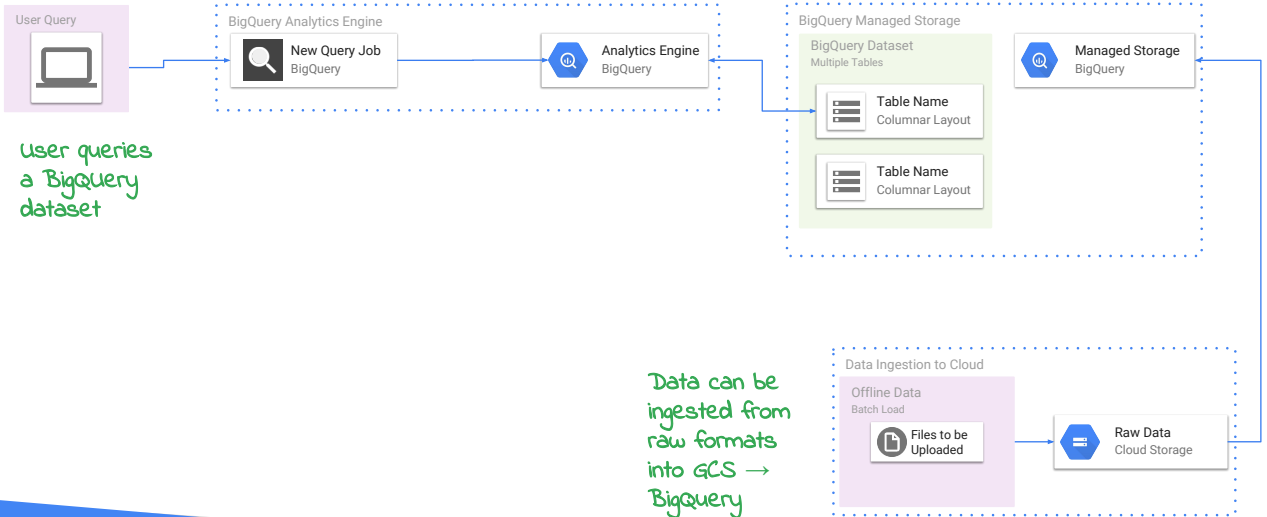 User Query
BigQuery Analytics Engine
New Query Job
BigQuery
Analytics Engine
BigQuery
BigQuery Managed Storage
BigQuery Dataset
Multiple Tables
Table Name
Columnar Layout
Table Name
Columnar Layout
Managed Storage
BigQuery
User queries
a BigQuery
dataset
Data can be
ingested from
raw formats
into GCS →
BigQuery
Data Ingestion to Cloud
Offline Data
Batch Load
Files to be
Uploaded
Raw Data
Cloud Storage